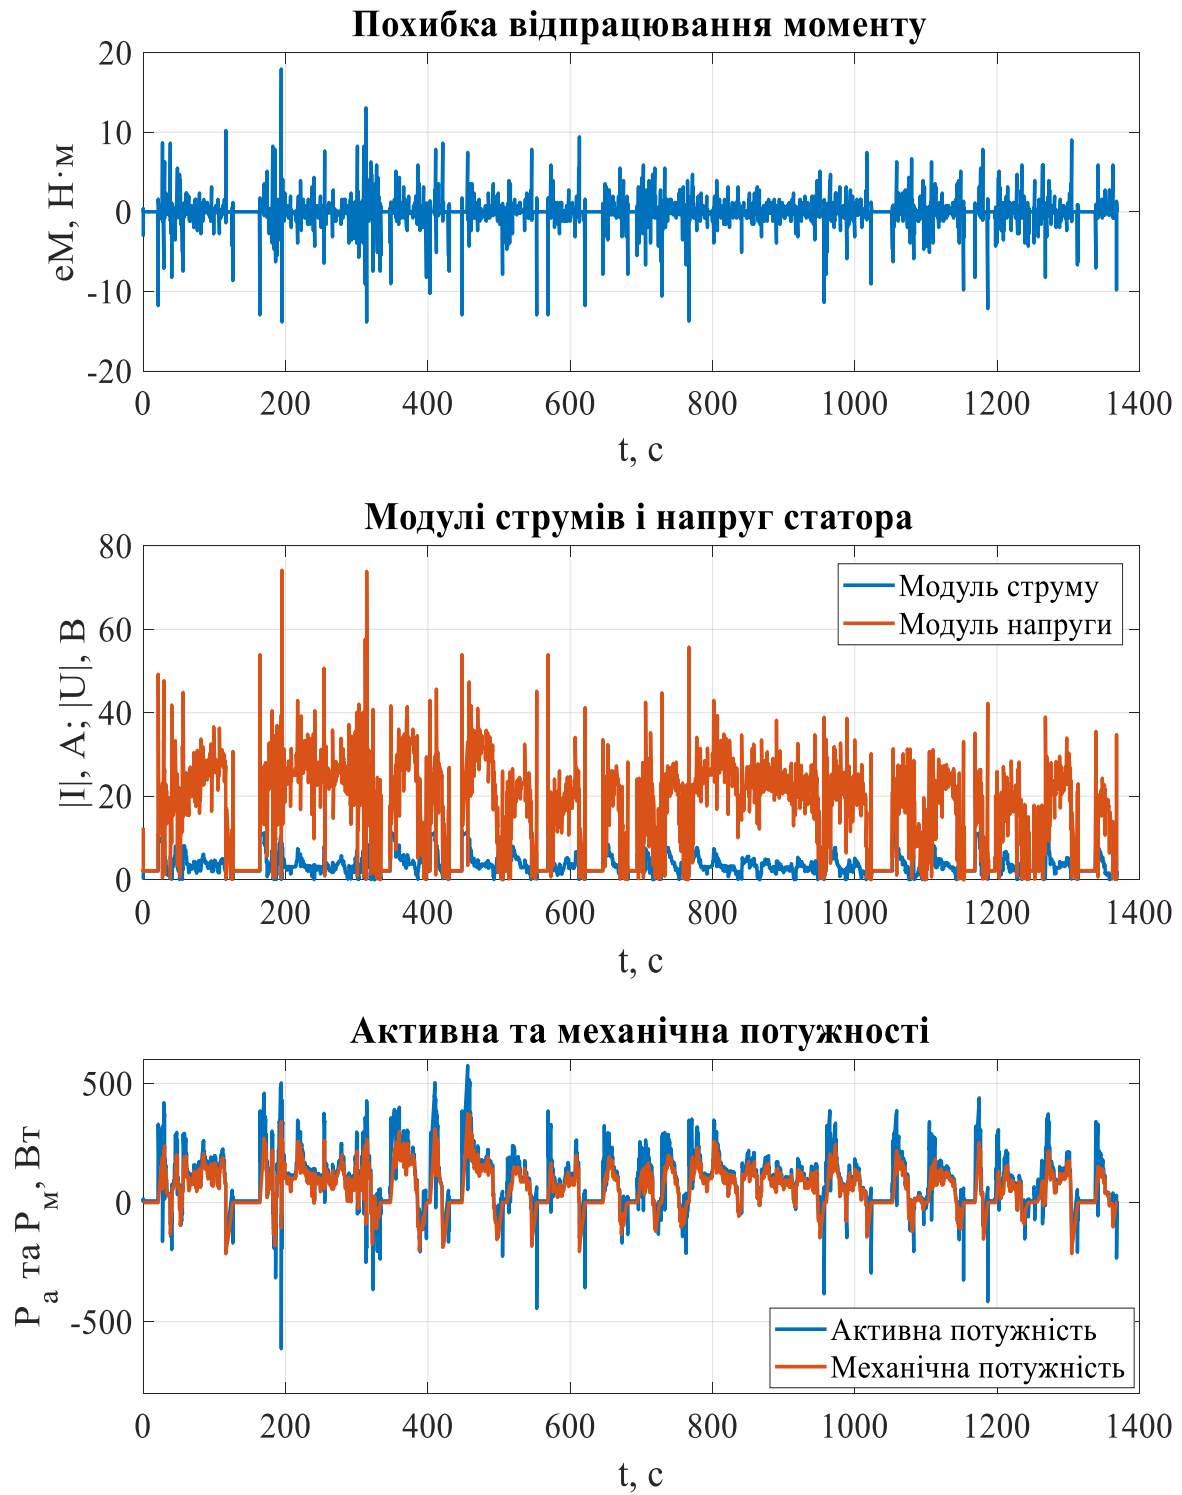 Похибка відпрацювання моменту
20
10
0
-10
-20
eM, Н·м
0 200 400 600 800 1000 1200 1400
t, с
Модулі струмів і напруг статора
80
60
40
20
0
|I|, А; |U|, В
Модуль струму
Модуль напруги
0 200 400 600 800 1000 1200 1400
t, с
Активна та механічна потужності
500
0
-500
Pа та Pм, Вт
Активна потужність
Механічна потужність
0 200 400 600 800 1000 1200 1400
t, с